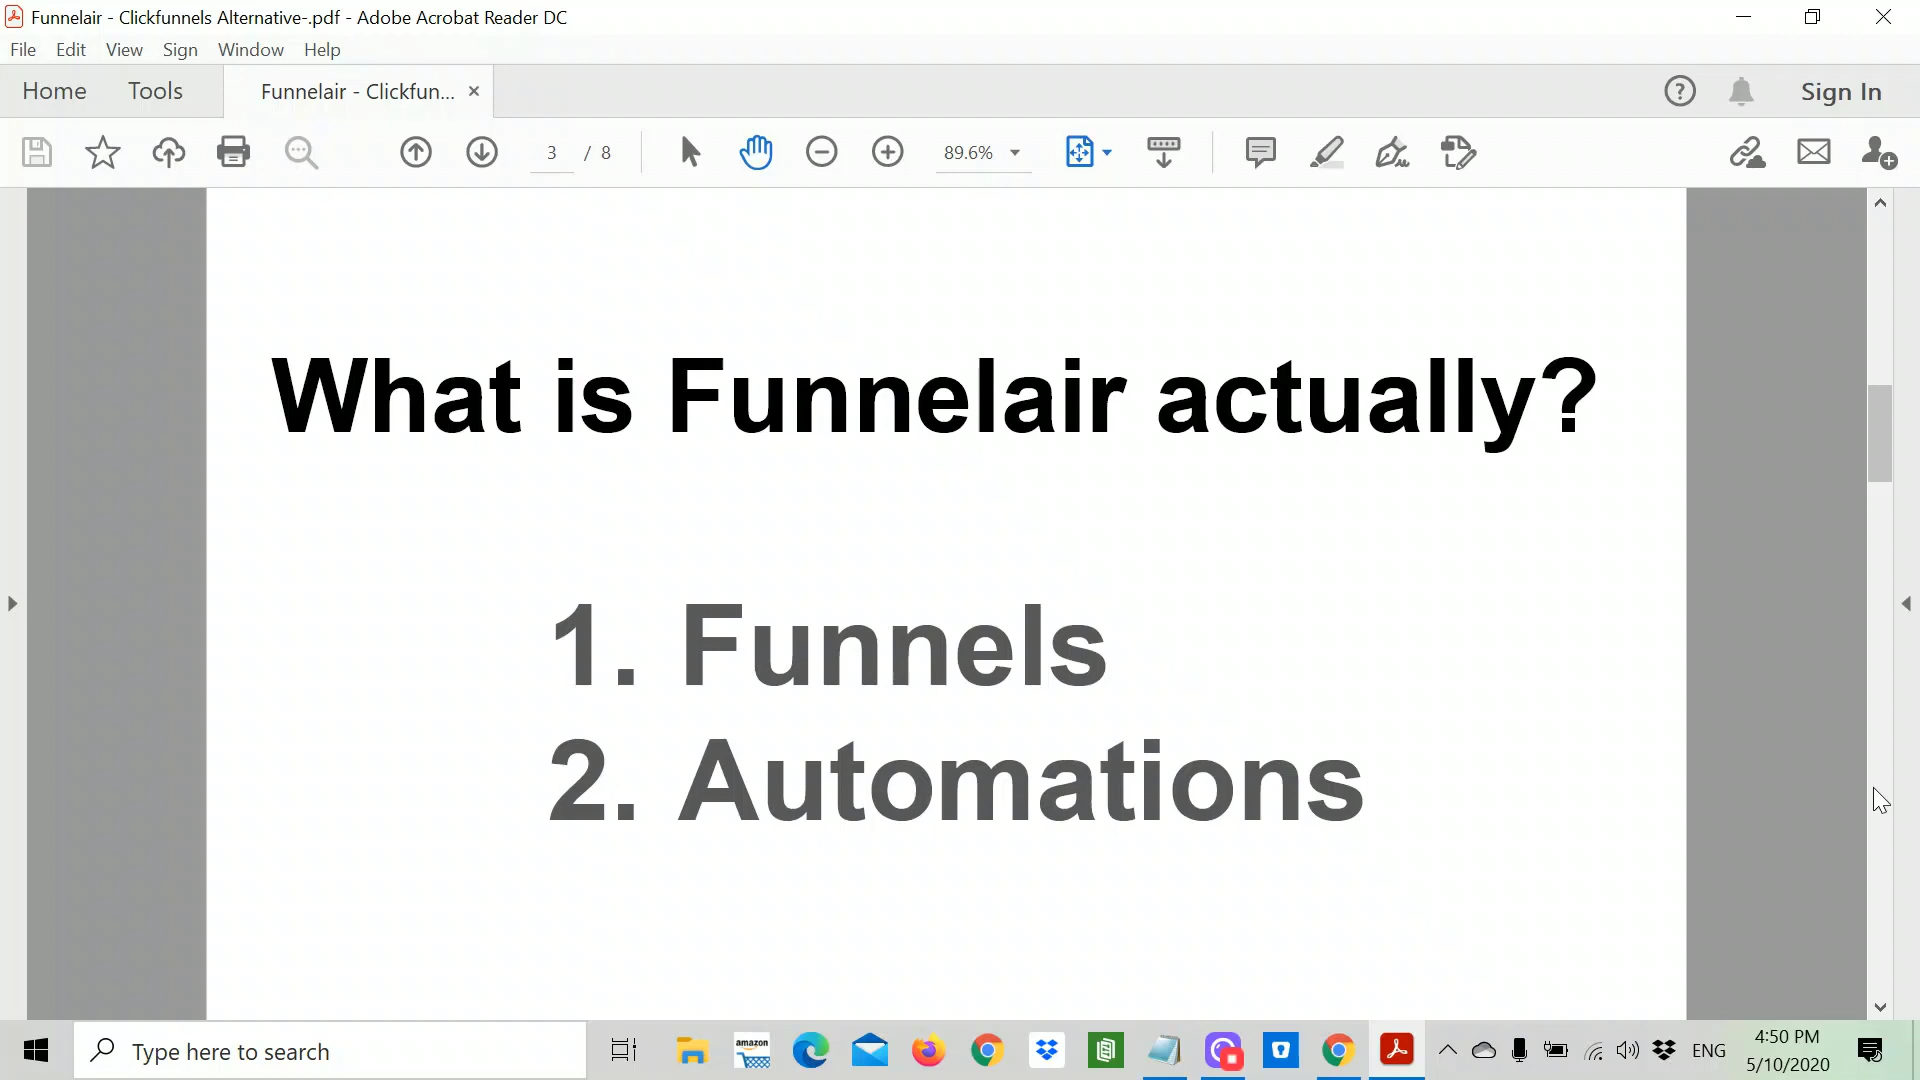 Funnelair - Clickfunnels Alternative-.pdf - Adobe Acrobat Reader DC
File Edit View Sign Window Help
Home Tools Funnelair - Clickfun... Sign In
3 / 8 89.6%
What is Funnelair actually?
1. Funnels
2. Automations
Type here to search
amazon
ENG
4:50 PM
5/10/2020